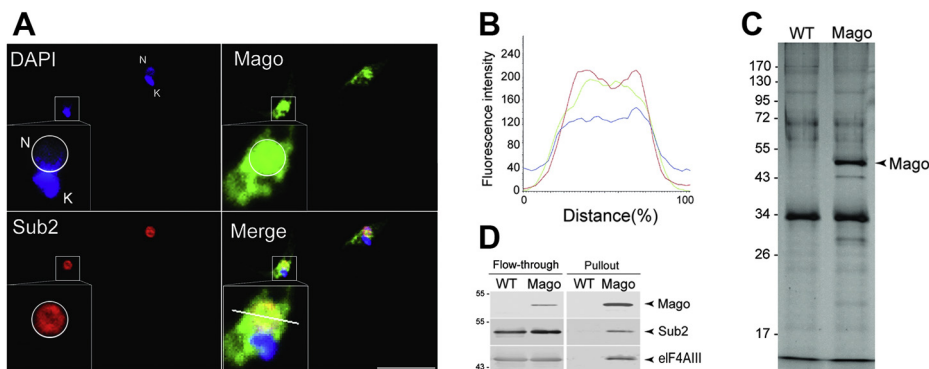 A
DAPI
N
K
N
K
Mago
Sub2
Merge
B
Fluorescence intensity
240
200
160
120
80
40
0
0
100
Distance(%)
C
WT Mago
170
130
95
72
55
43
34
26
17
Mago
D
Flow-through Pullout
WT Mago WT Mago
55
Mago
55
Sub2
43
eIF4AIII